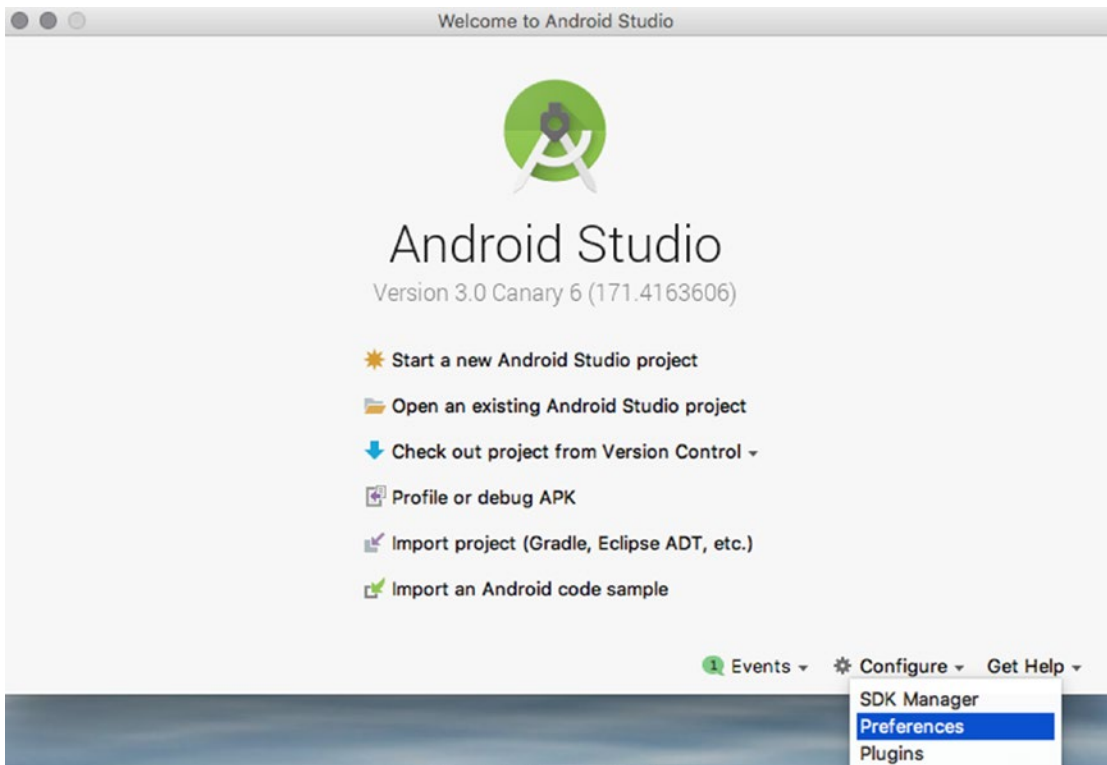 Welcome to Android Studio
Android Studio
Version 3.0 Canary 6 (171.4163606)
Start a new Android Studio project
Open an existing Android Studio project
Check out project from Version Control
Profile or debug APK
Import project (Gradle, Eclipse ADT, etc.)
Import an Android code sample
1 Events Configure Get Help
SDK Manager
Preferences
Plugins